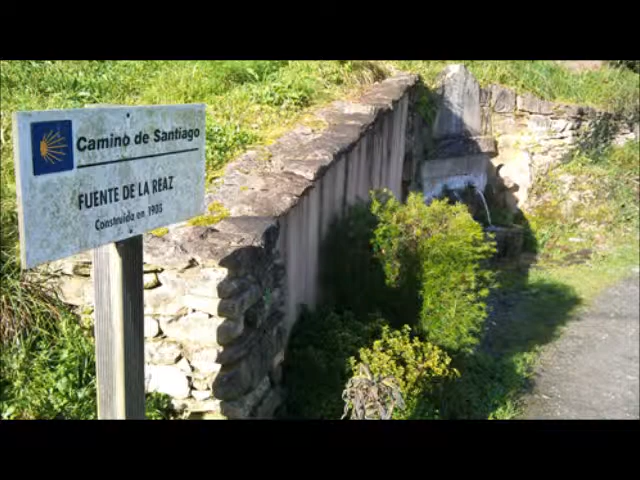 Camino de Santiago
FUENTE DE LA REAZ
Construida en 1905